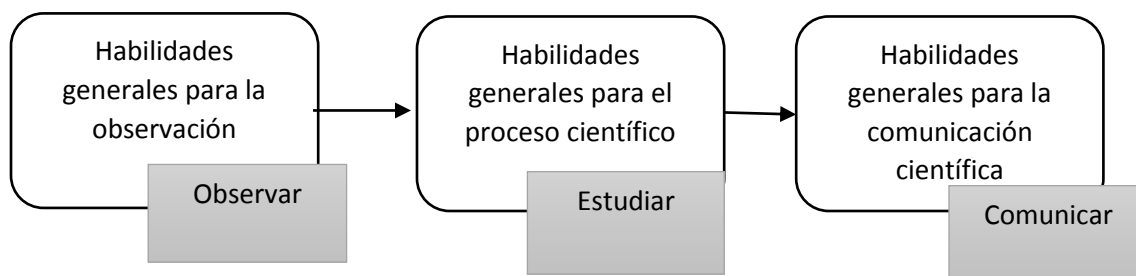 Habilidades
generales para la
observación
Observar
Habilidades
generales para el
proceso científico
Estudiar
Habilidades
generales para la
comunicación
científica
Comunicar